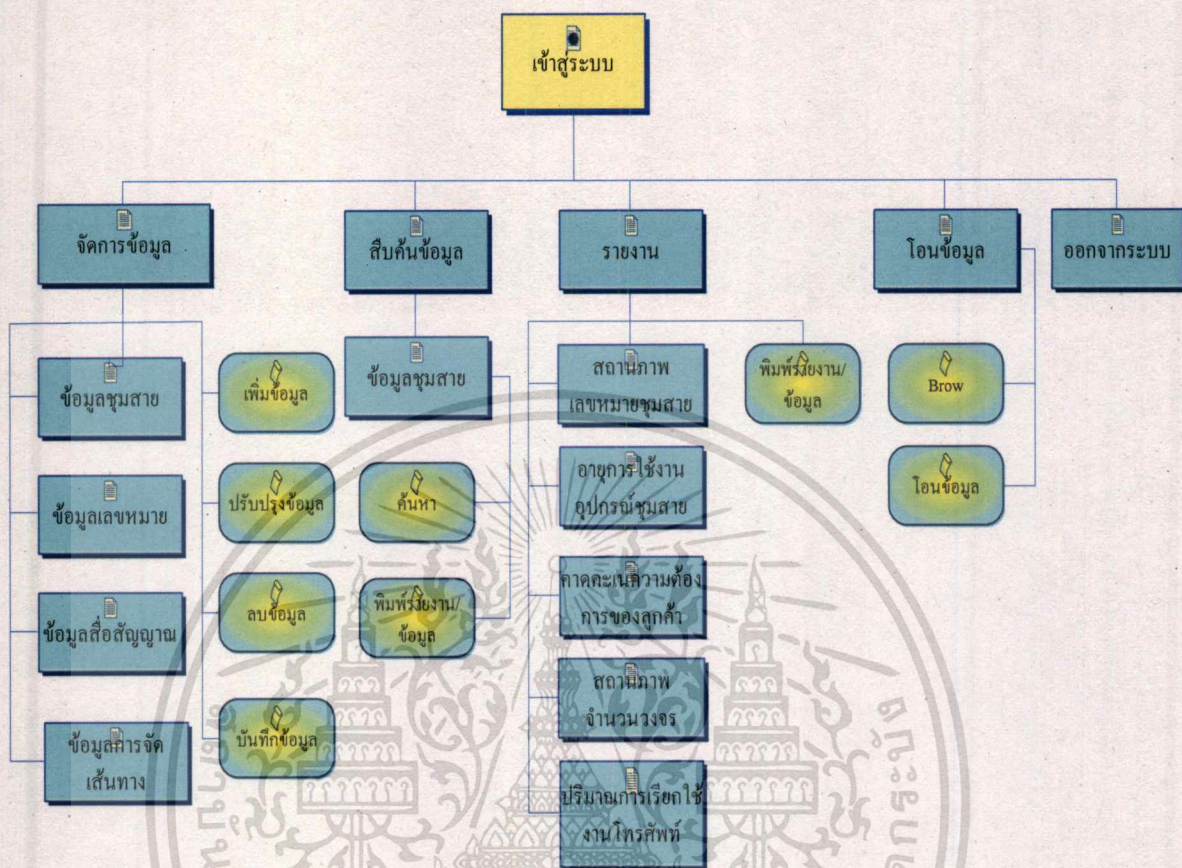 เข้าสู่ระบบ
จัดการข้อมูล
สืบค้นข้อมูล
รายงาน
โอนข้อมูล
ออกจากระบบ
ข้อมูลชุมสาย
ข้อมูลเลขหมาย
ข้อมูลสื่อสัญญาณ
ข้อมูลการจัด
เส้นทาง
เพิ่มข้อมูล
ปรับปรุงข้อมูล
ลบข้อมูล
บันทึกข้อมูล
ข้อมูลชุมสาย
ค้นหา
พิมพ์รายงาน/
ข้อมูล
สถานภาพ
เลขหมายชุมสาย
อายุการใช้งาน
อุปกรณ์ชุมสาย
คาดคะเนความต้อง
การของลูกค้า
สถานภาพ
จำนวนวงจร
ปริมาณการเรียกใช้
งานโทรศัพท์
พิมพ์รายงาน/
ข้อมูล
Brow
โอนข้อมูล